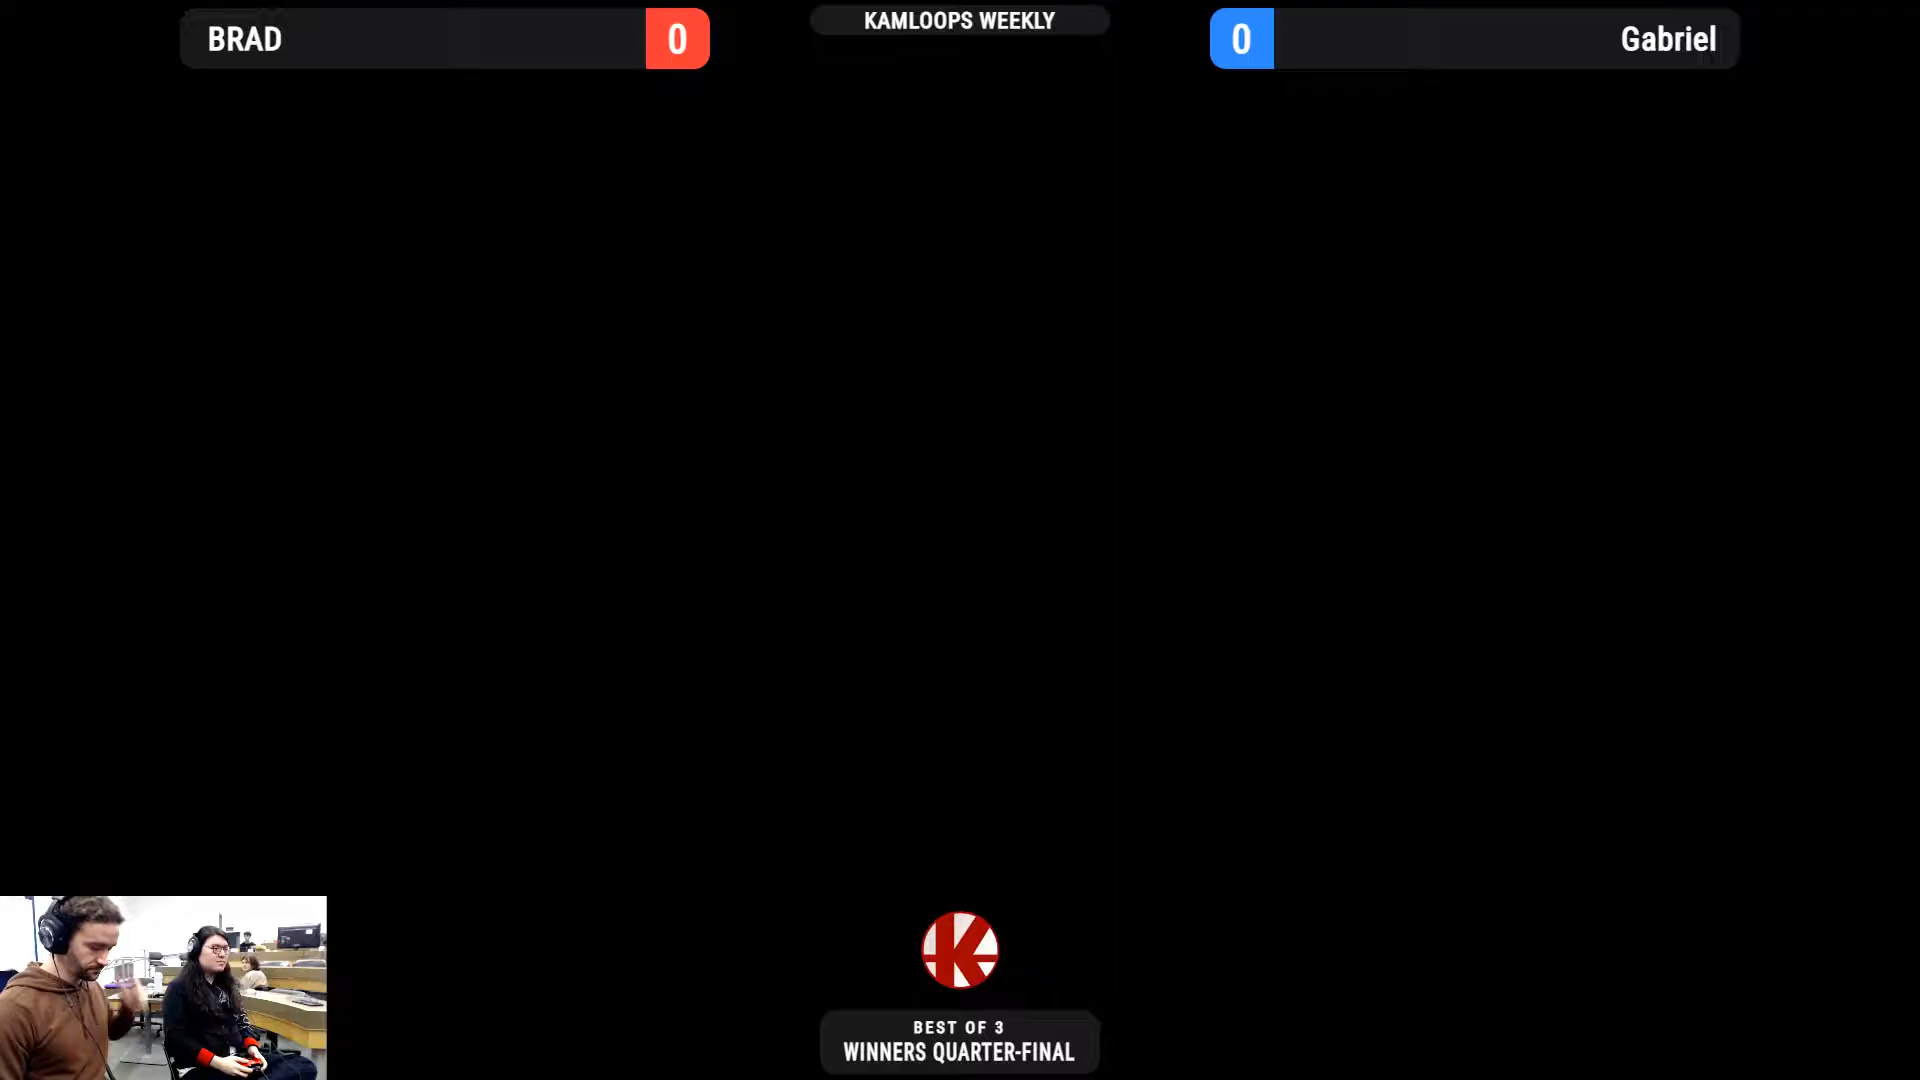 BRAD 0
KAMLOOPS WEEKLY
0 Gabriel
K
BEST OF 3
WINNERS QUARTER-FINAL